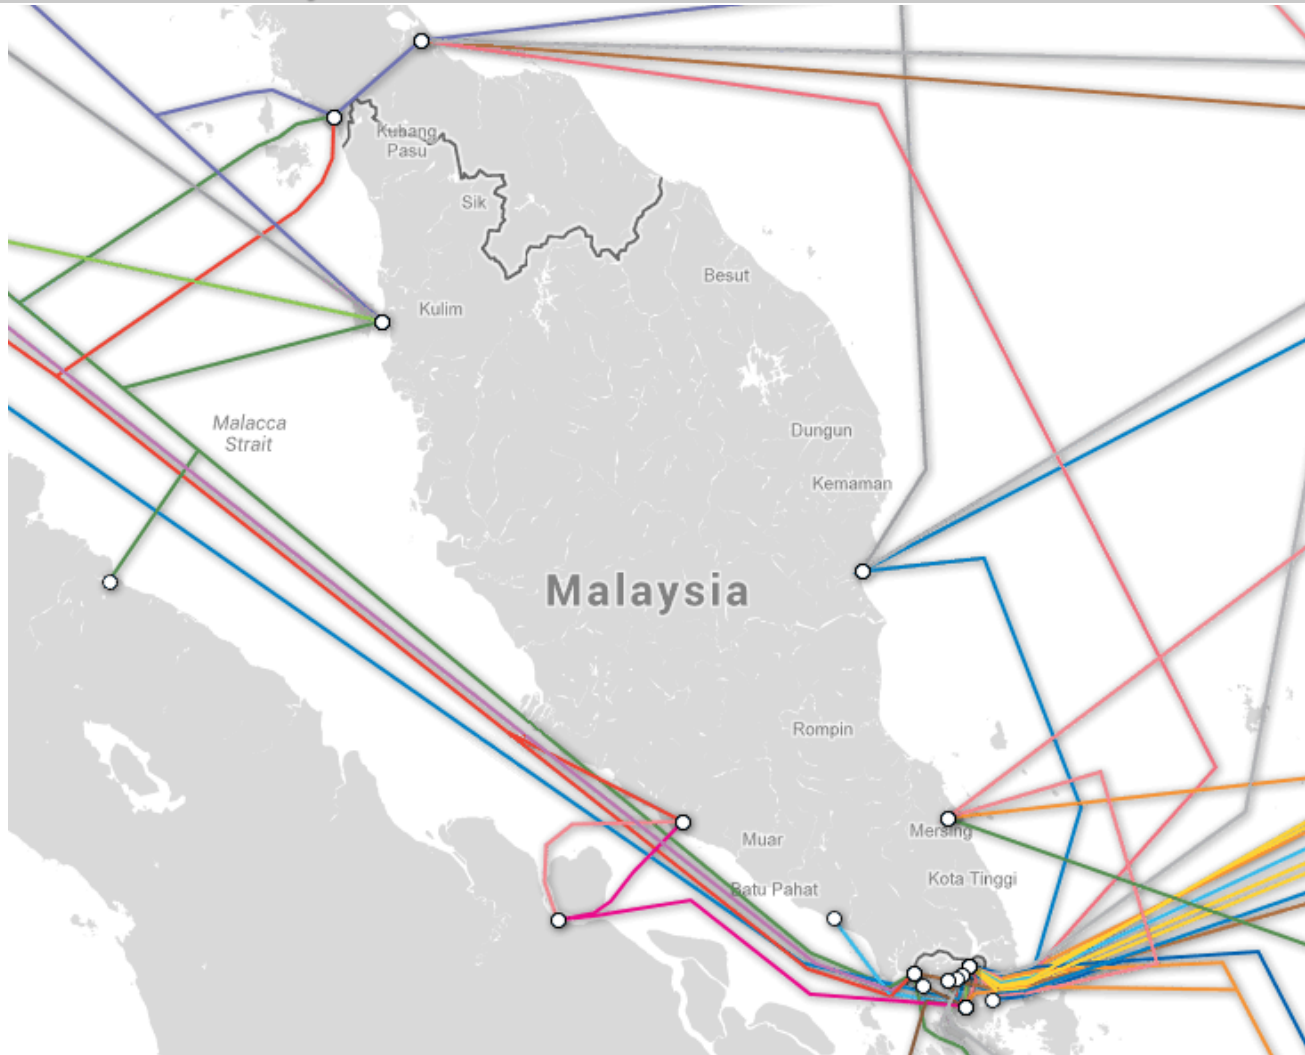 Kubang
Pasu
Sik
Besut
Kulim
Malacca
Strait
Dungun
Kemaman
Malaysia
Rompin
Mersing
Muar
Kota Tinggi
Batu Pahat